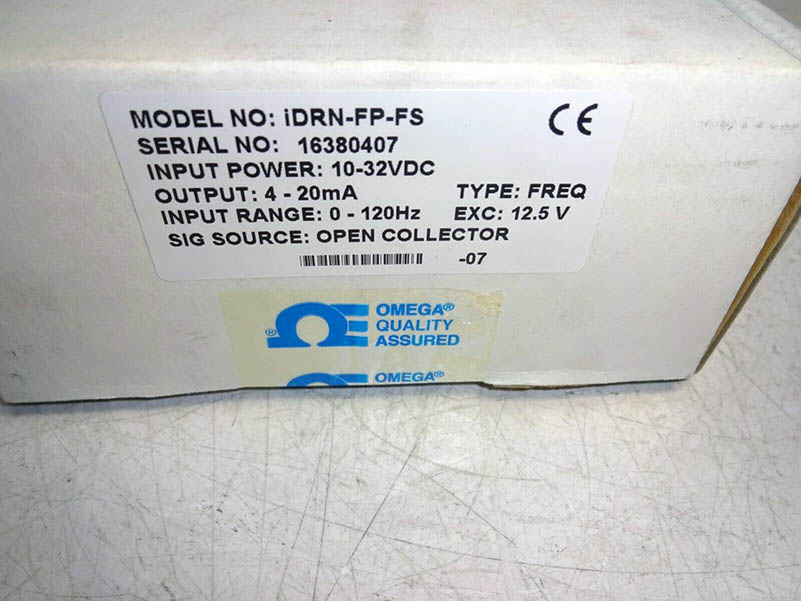 MODEL NO: iDRN-FP-FS CE
SERIAL NO: 16380407
INPUT POWER: 10-32VDC
OUTPUT: 4 - 20mA TYPE: FREQ
INPUT RANGE: 0 - 120Hz EXC: 12.5 V
SIG SOURCE: OPEN COLLECTOR
-07
® OMEGA®
QUALITY
ASSURED
OMEGA®